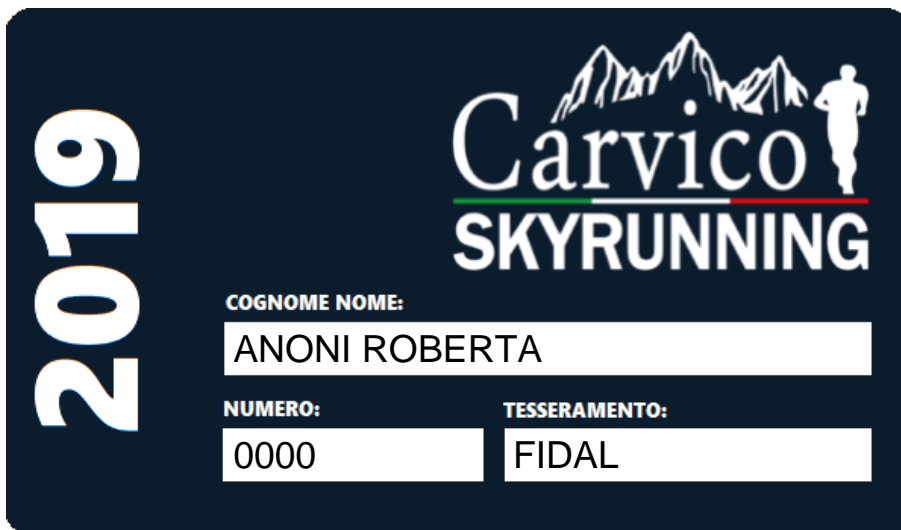 2019
Carvico
SKYRUNNING
COGNOME NOME:
ANONI ROBERTA
NUMERO:
TESSERAMENTO:
0000
FIDAL